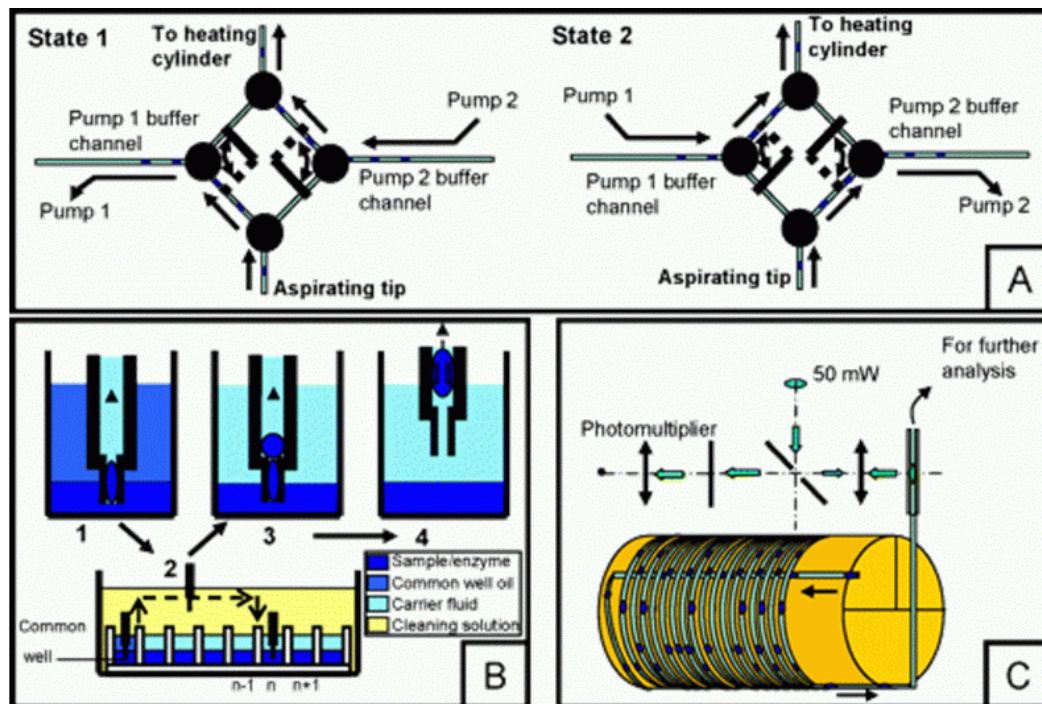 State 1
To heating
cylinder
Pump 2
Pump 1 buffer
channel
Pump 2 buffer
channel
Pump 1
Aspirating tip
State 2
To heating
cylinder
Pump 1
Pump 2 buffer
channel
Pump 1 buffer
channel
Pump 2
Aspirating tip
A
1
2
3
4
Sample/enzyme
Common well oil
Carrier fluid
Cleaning solution
Common
well
n-1 n n+1
B
For further
analysis
50 mW
Photomultiplier
C